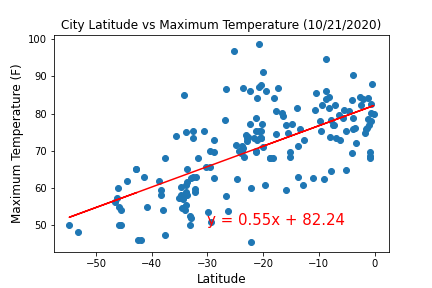 City Latitude vs Maximum Temperature (10/21/2020)
100
90
80
70
60
50
Maximum Temperature (F)
y = 0.55x + 82.24
−50 −40 −30 −20 −10 0
Latitude